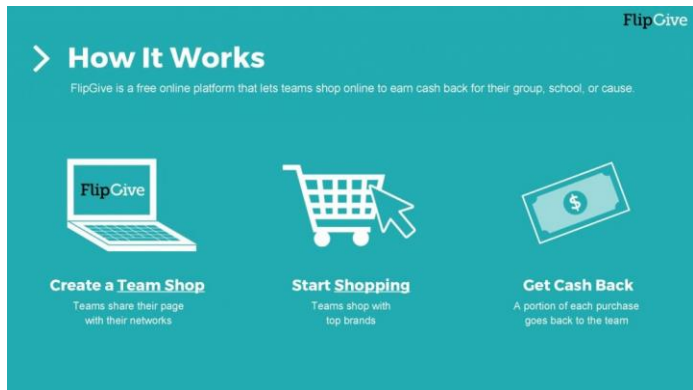 FlipGive
How It Works
FlipGive is a free online platform that lets teams shop online to earn cash back for their group, school, or cause.
FlipGive
$
Create a Team Shop
Teams share their page
with their networks
Start Shopping
Teams shop with
top brands
Get Cash Back
A portion of each purchase
goes back to the team